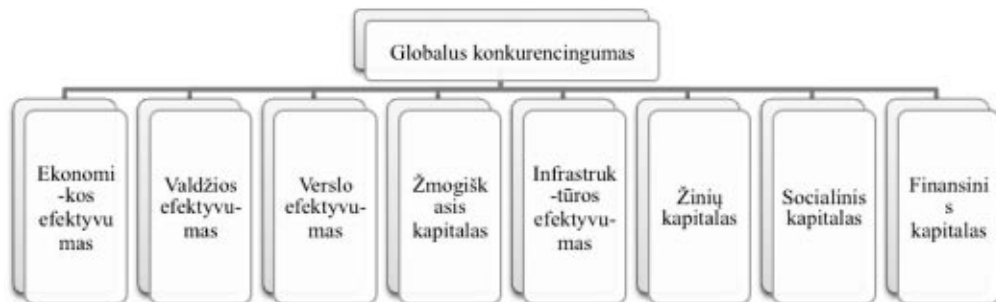 Globalus konkurencingumas
Ekonomi
-kos
efektyvu
mas
Valdžios
efektyvu-
mas
Verslo
efektyvu-
mas
Žmogišk
asis
kapitalas
Infrastruk
-tūros
efektyvu-
mas
Žinių
kapitalas
Socialinis
kapitalas
Finansini
s
kapitalas